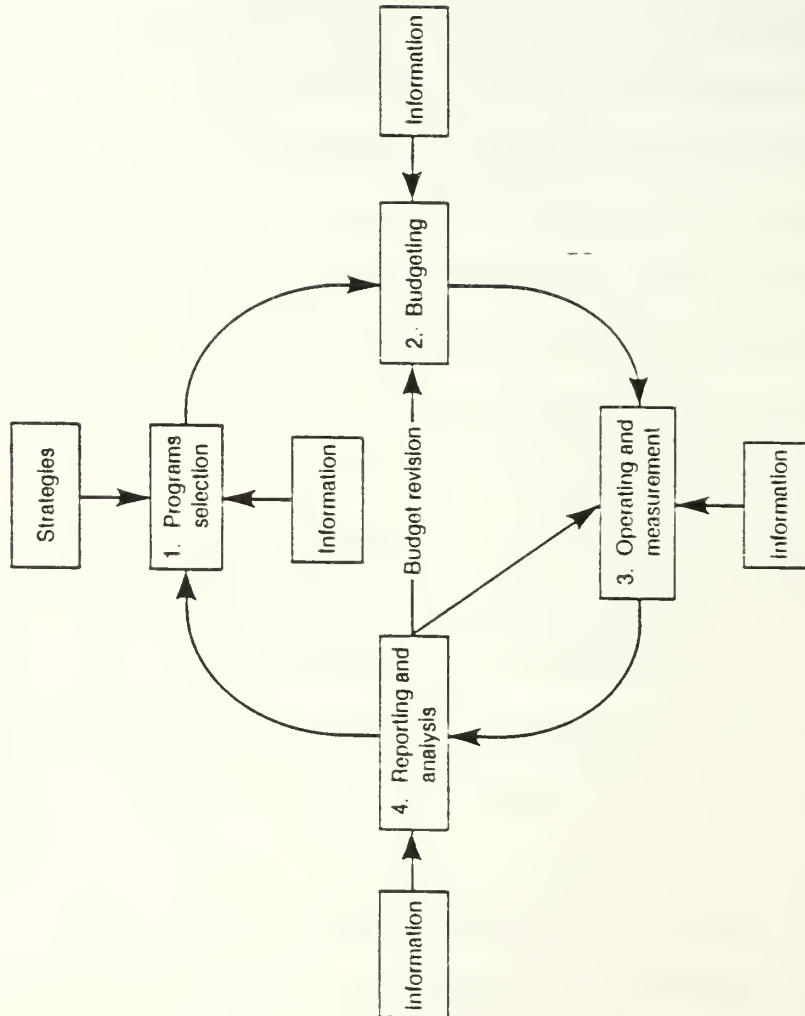 Strategies
1. Programs
selection
Information
Information
2. Budgeting
Budget revision
4. Reporting and
analysis
Information
3. Operating and
measurement
Information